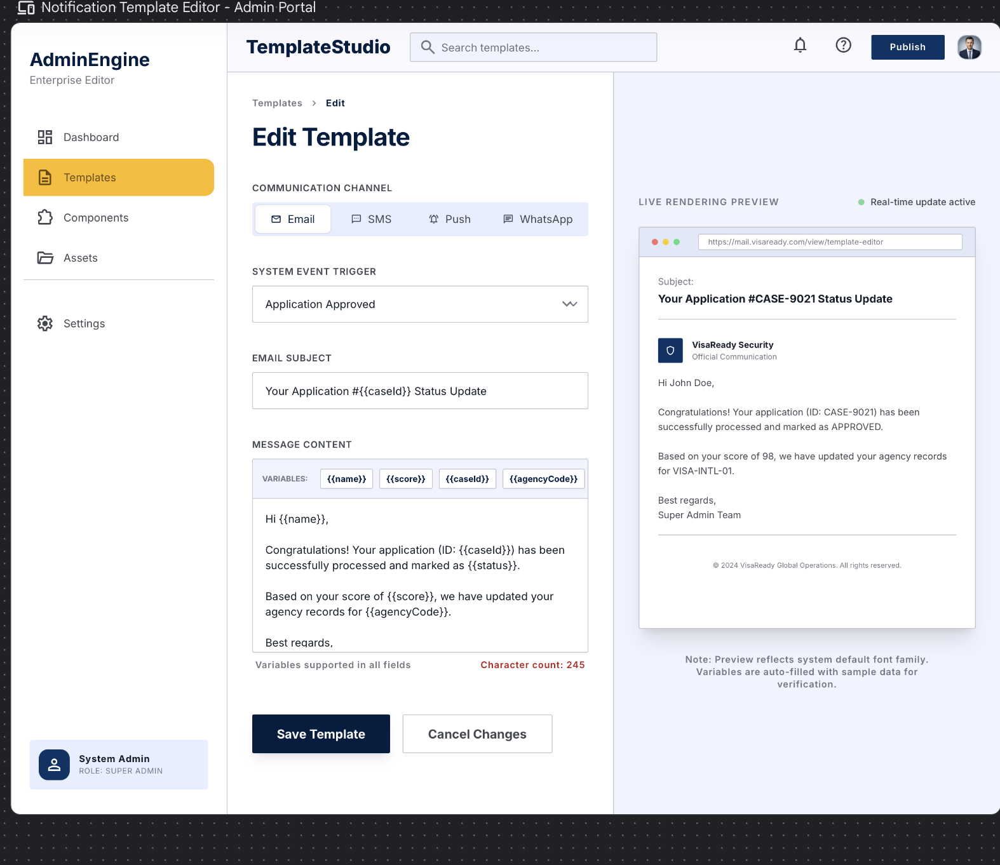 Notification Template Editor - Admin Portal
AdminEngine
Enterprise Editor
Dashboard
Templates
Components
Assets
Settings
System Admin
ROLE: SUPER ADMIN
TemplateStudio
Search templates...
Publish
Templates > Edit
Edit Template
COMMUNICATION CHANNEL
Email SMS Push WhatsApp
SYSTEM EVENT TRIGGER
Application Approved
EMAIL SUBJECT
Your Application #{{caseId}} Status Update
MESSAGE CONTENT
VARIABLES: {{name}} {{score}} {{caseId}} {{agencyCode}}
Hi {{name}},
Congratulations! Your application (ID: {{caseId}}) has been
successfully processed and marked as {{status}}.
Based on your score of {{score}}, we have updated your
agency records for {{agencyCode}}.
Best regards,
Variables supported in all fields
Character count: 245
Save Template
Cancel Changes
LIVE RENDERING PREVIEW
Real-time update active
https://mail.visaready.com/view/template-editor
Subject:
Your Application #CASE-9021 Status Update
VisaReady Security
Official Communication
Hi John Doe,
Congratulations! Your application (ID: CASE-9021) has been
successfully processed and marked as APPROVED.
Based on your score of 98, we have updated your agency records
for VISA-INTL-01.
Best regards,
Super Admin Team
© 2024 VisaReady Global Operations. All rights reserved.
Note: Preview reflects system default font family.
Variables are auto-filled with sample data for
verification.